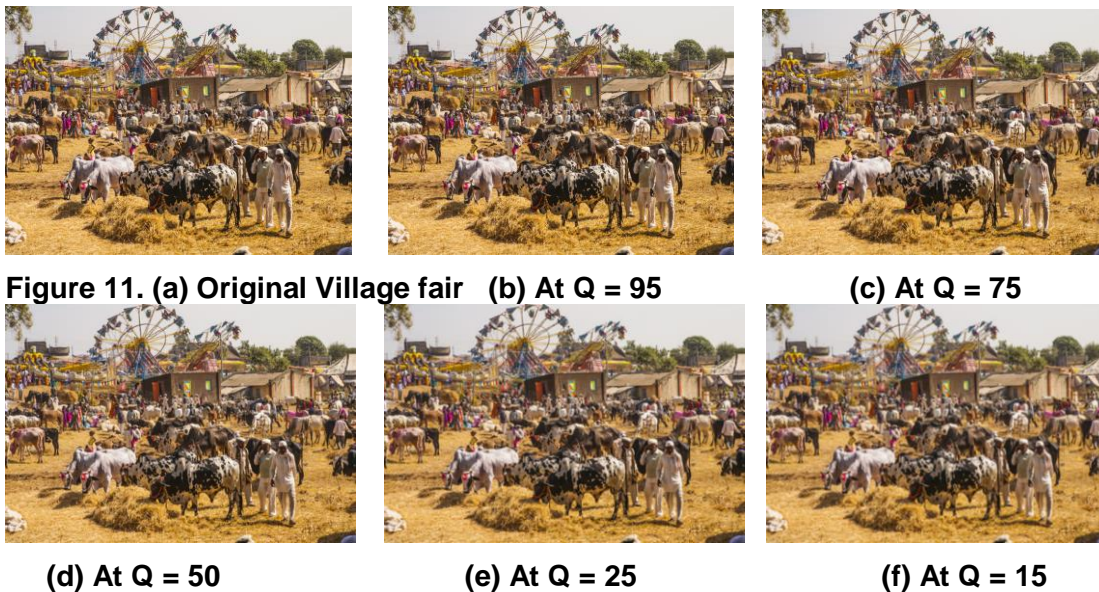 Figure 11. (a) Original Village fair (b) At Q = 95 (c) At Q = 75
(d) At Q = 50 (e) At Q = 25 (f) At Q = 15